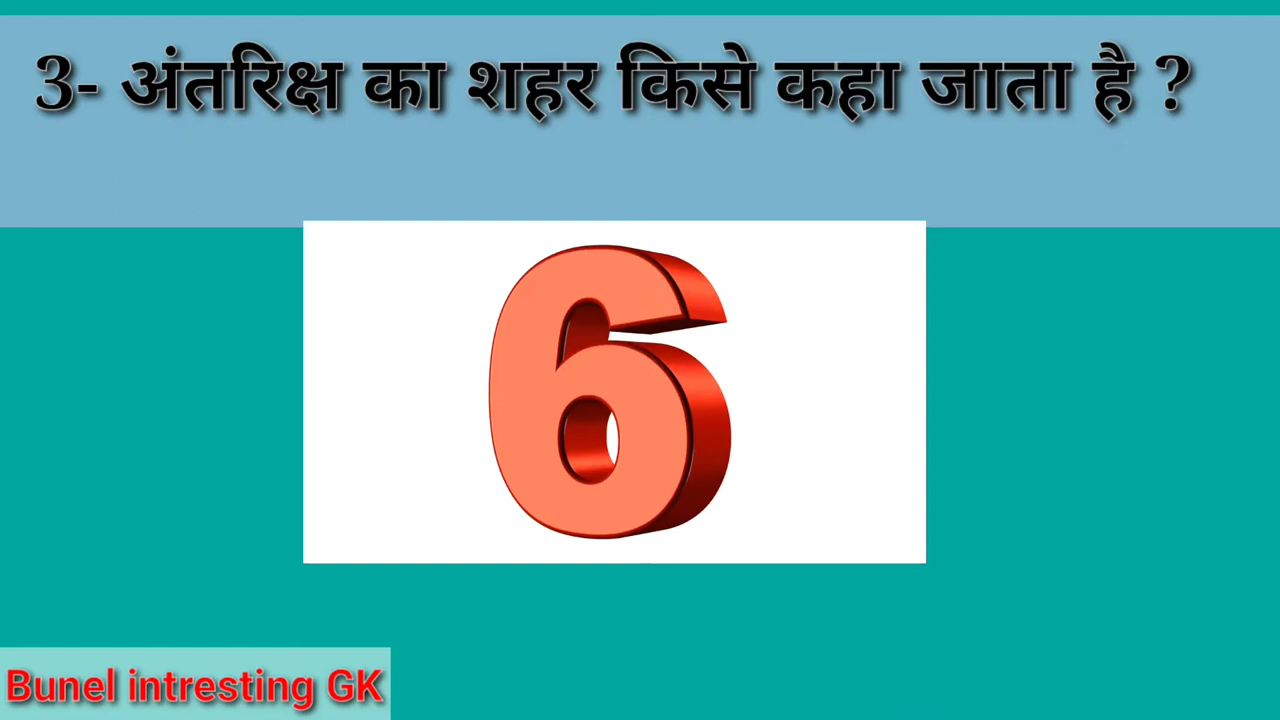 3- अंतरिक्ष का शहर किसे कहा जाता है ?
6
Bunel intresting GK